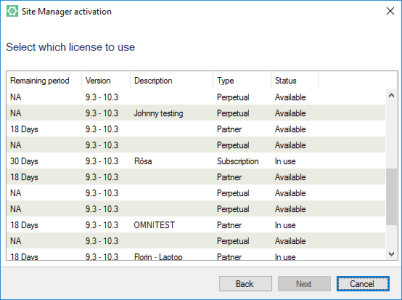 Site Manager activation
Select which license to use
Remaining period Version Description Type Status
NA 9.3 - 10.3 Perpetual Available
NA 9.3 - 10.3 Johnny testing Perpetual Available
18 Days 9.3 - 10.3 Partner Available
NA 9.3 - 10.3 Perpetual Available
30 Days 9.3 - 10.3 Rósa Subscription In use
18 Days 9.3 - 10.3 Partner Available
NA 9.3 - 10.3 Perpetual Available
NA 9.3 - 10.3 Perpetual Available
18 Days 9.3 - 10.3 OMNITEST Partner In use
NA 9.3 - 10.3 Perpetual Available
18 Days 9.3 - 10.3 Florin - Laptop Partner In use
Back Next Cancel